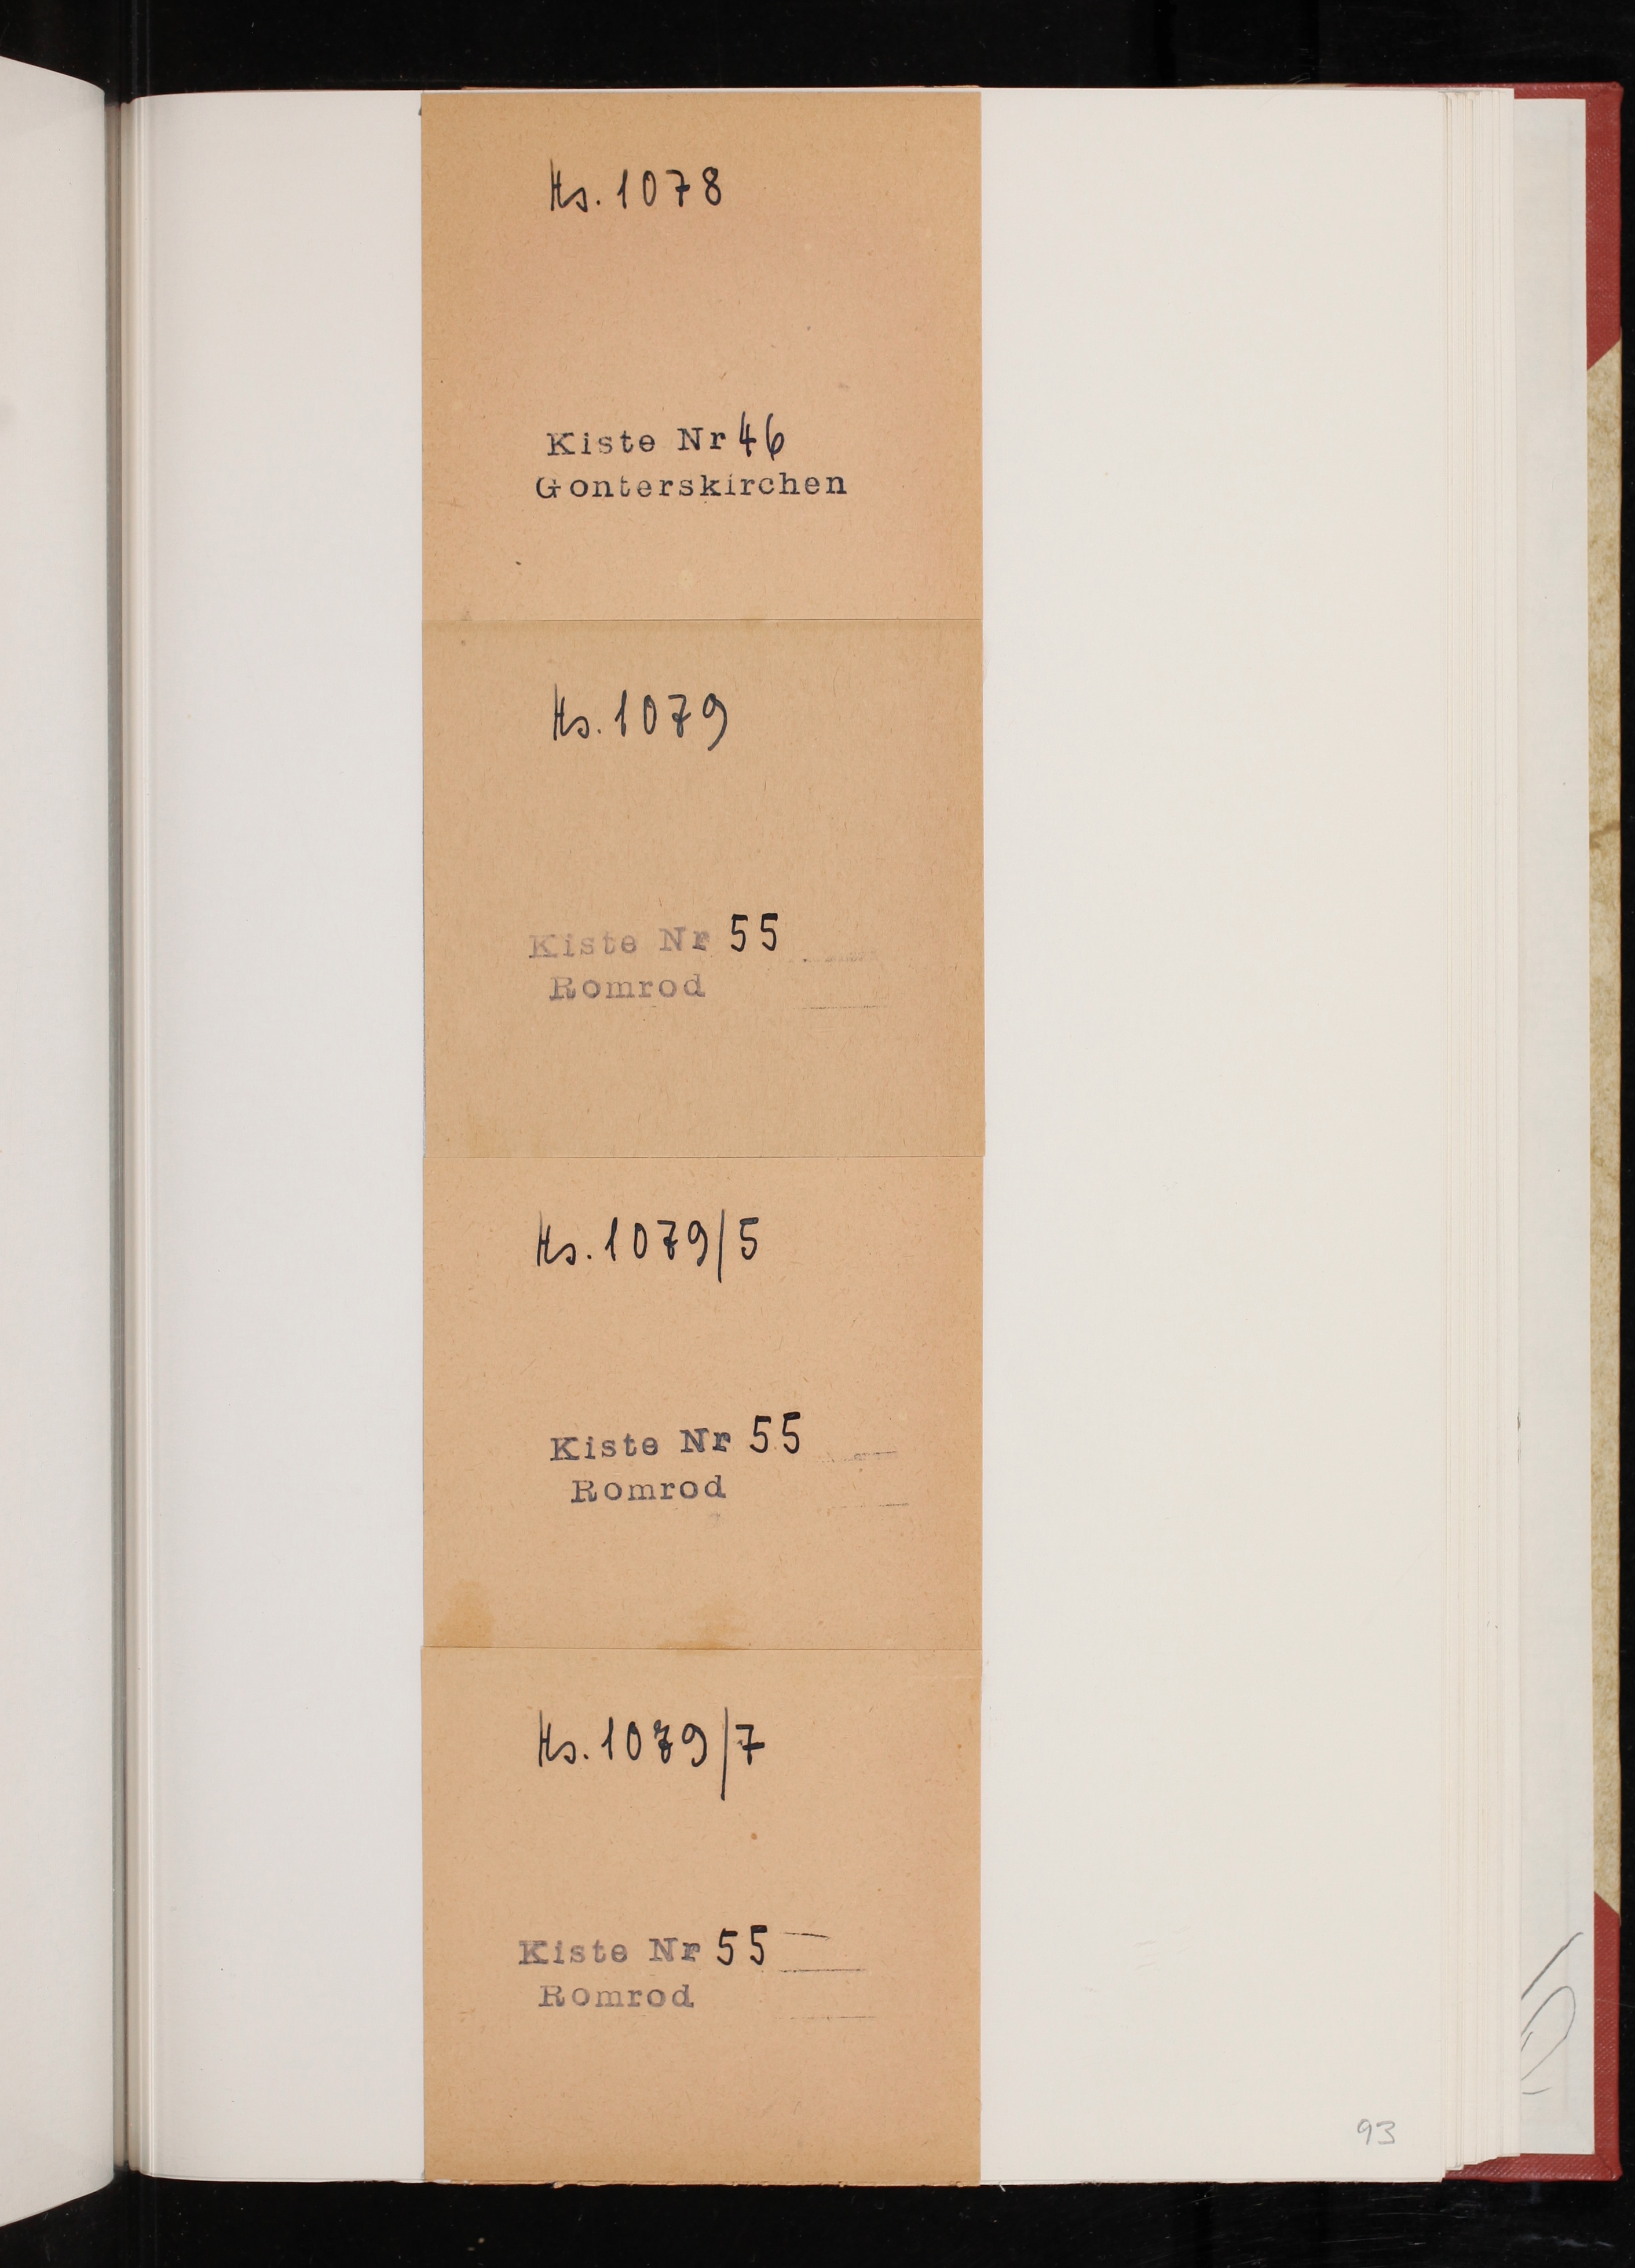 Hs. 1078
Kiste Nr 46
Gonterskirchen
Hs. 1079
Kiste Nr 55
Romrod
Hs. 1079/5
Kiste Nr 55
Romrod
Hs. 1079/7
Kiste Nr 55
Romrod
93